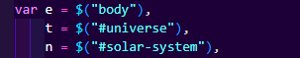 var e = $("body"),
t = $("#universe"),
n = $("#solar-system"),